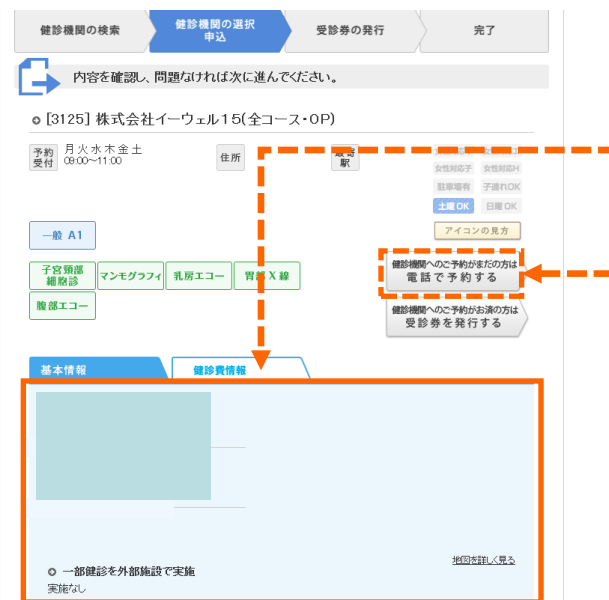 健診機関の検索
健診機関の選択
申込
受診券の発行
完了
内容を確認し、問題なければ次に進んでください。
[3125] 株式会社イーウェル15(全コース・OP)
予約
受付
月火水木金土
09:00~11:00
住所
駅
女性対応子 女性対応H
駐車場有 子連れOK
土曜OK 日曜OK
アイコンの見方
一般 A1
子宮頸部
細胞診
マンモグラフィ
乳房エコー
胃部X線
腹部エコー
健診機関へのご予約がまだの方は
電話で予約する
健診機関へのご予約がお済の方は
受診券を発行する
基本情報
健診費情報
地図を詳しく見る
一部健診を外部施設で実施
実施なし